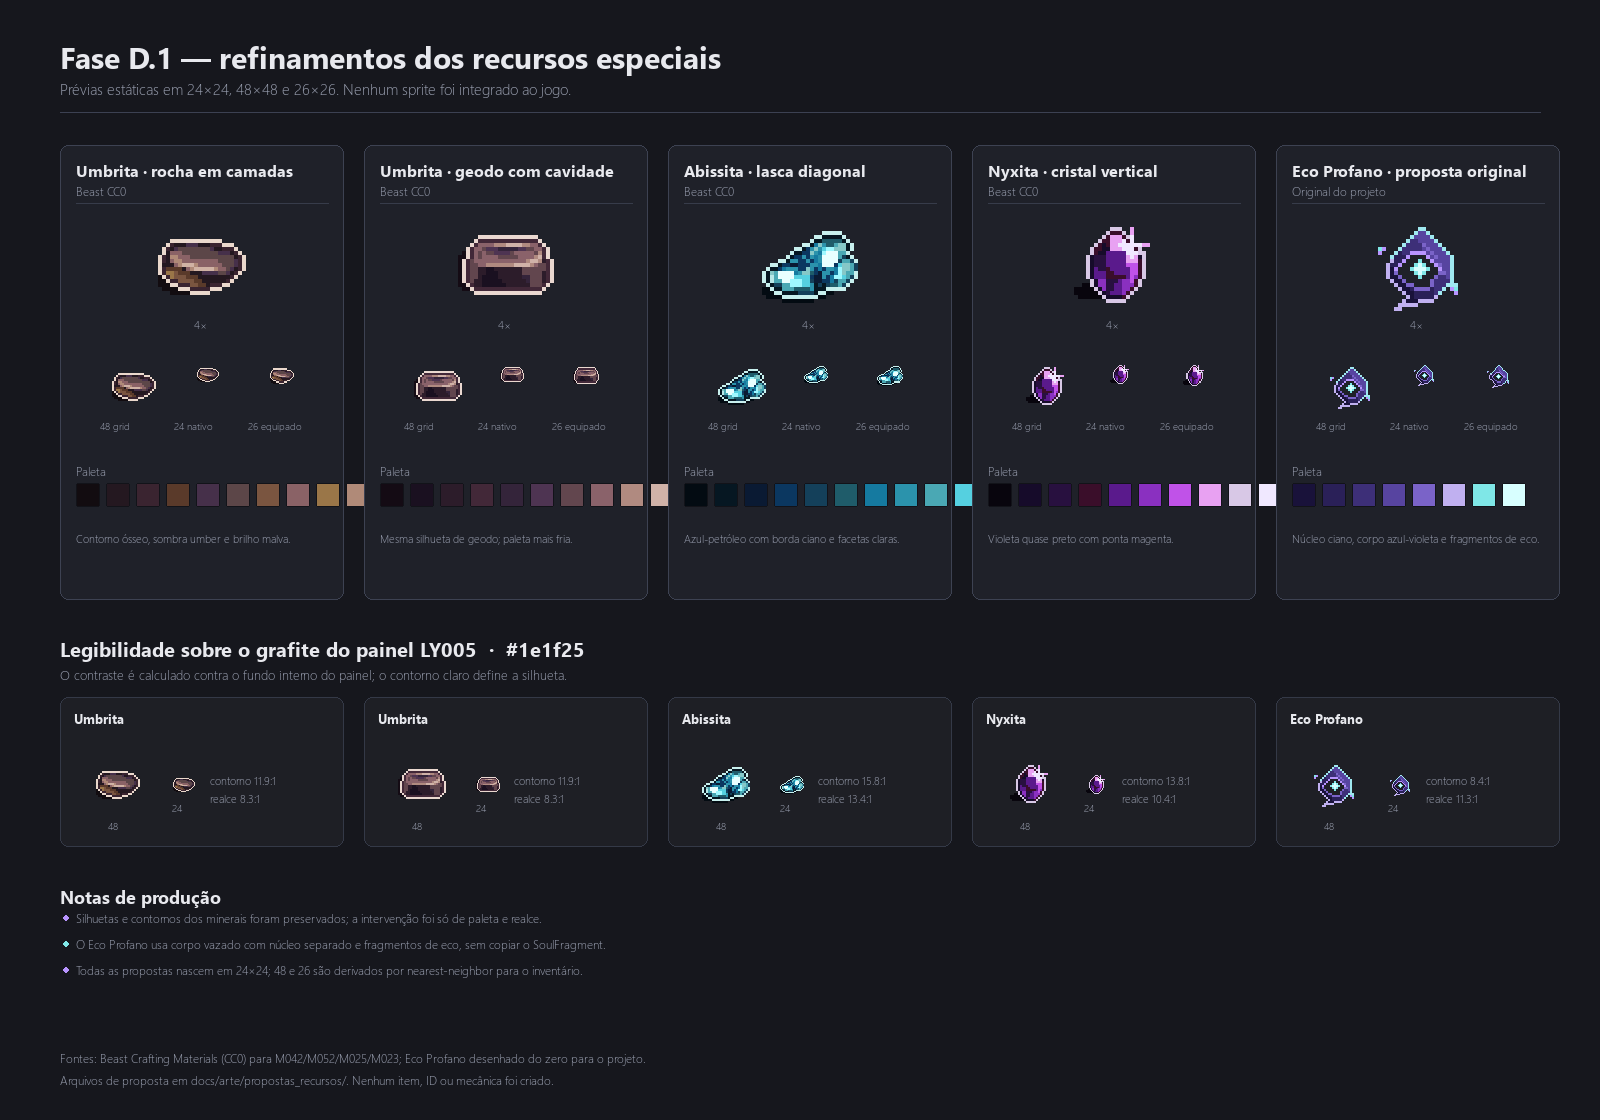 Fase D.1 — refinamentos dos recursos especiais
Prévias estáticas em 24×24, 48×48 e 26×26. Nenhum sprite foi integrado ao jogo.
Umbrita · rocha em camadas
Beast CC0
4×
48 grid
24 nativo
26 equipado
Paleta
Contorno ósseo, sombra umber e brilho malva.
Umbrita · geodo com cavidade
Beast CC0
4×
48 grid
24 nativo
26 equipado
Paleta
Mesma silhueta de geodo; paleta mais fria.
Abissita · lasca diagonal
Beast CC0
4×
48 grid
24 nativo
26 equipado
Paleta
Azul-petróleo com borda ciano e facetas claras.
Nyxita · cristal vertical
Beast CC0
4×
48 grid
24 nativo
26 equipado
Paleta
Violeta quase preto com ponta magenta.
Eco Profano · proposta original
Original do projeto
4×
48 grid
24 nativo
26 equipado
Paleta
Núcleo ciano, corpo azul-violeta e fragmentos de eco.
Legibilidade sobre o grafite do painel LY005 · #1e1f25
O contraste é calculado contra o fundo interno do painel; o contorno claro define a silhueta.
Umbrita
contorno 11.9:1
realce 8.3:1
24
48
Umbrita
contorno 11.9:1
realce 8.3:1
24
48
Abissita
contorno 15.8:1
realce 13.4:1
24
48
Nyxita
contorno 13.8:1
realce 10.4:1
24
48
Eco Profano
contorno 8.4:1
realce 11.3:1
24
48
Notas de produção
Silhuetas e contornos dos minerais foram preservados; a intervenção foi só de paleta e realce.
O Eco Profano usa corpo vazado com núcleo separado e fragmentos de eco, sem copiar o SoulFragment.
Todas as propostas nascem em 24×24; 48 e 26 são derivados por nearest-neighbor para o inventário.
Fontes: Beast Crafting Materials (CC0) para M042/M052/M025/M023; Eco Profano desenhado do zero para o projeto.
Arquivos de proposta em docs/arte/propostas_recursos/. Nenhum item, ID ou mecânica foi criado.